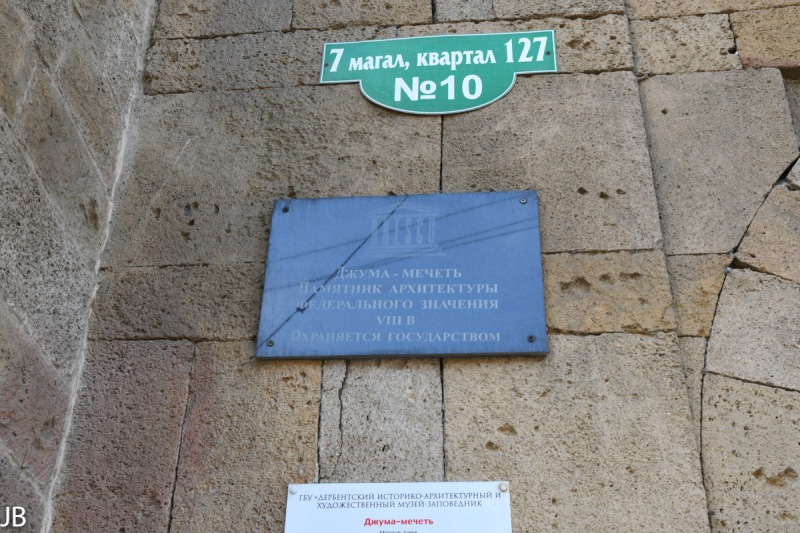 7 магал, квартал 127
№10
UNESCO
Джума - мечеть
Памятник архитектуры
федерального значения
VIII в
Охраняется государством
ГБУ «ДЕРБЕНТСКИЙ ИСТОРИКО-АРХИТЕКТУРНЫЙ И
ХУДОЖЕСТВЕННЫЙ МУЗЕЙ-ЗАПОВЕДНИК
Джума-мечеть
JB